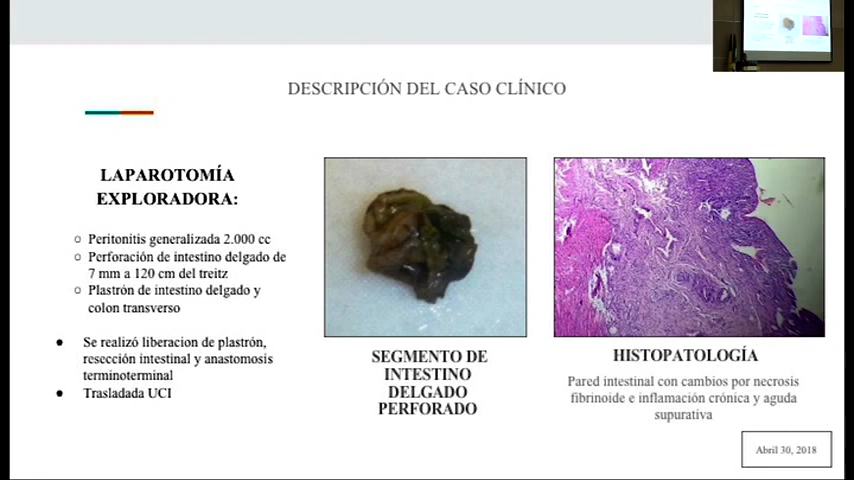 DESCRIPCIÓN DEL CASO CLÍNICO
LAPAROTOMÍA
EXPLORADORA:
○ Peritonitis generalizada 2.000 cc
○ Perforación de intestino delgado de
7 mm a 120 cm del treitz
○ Plastrón de intestino delgado y
colon transverso
● Se realizó liberacion de plastrón,
resección intestinal y anastomosis
terminoterminal
● Trasladada UCI
SEGMENTO DE
INTESTINO
DELGADO
PERFORADO
HISTOPATOLOGÍA
Pared intestinal con cambios por necrosis
fibrinoide e inflamación crónica y aguda
supurativa
Abril 30, 2018